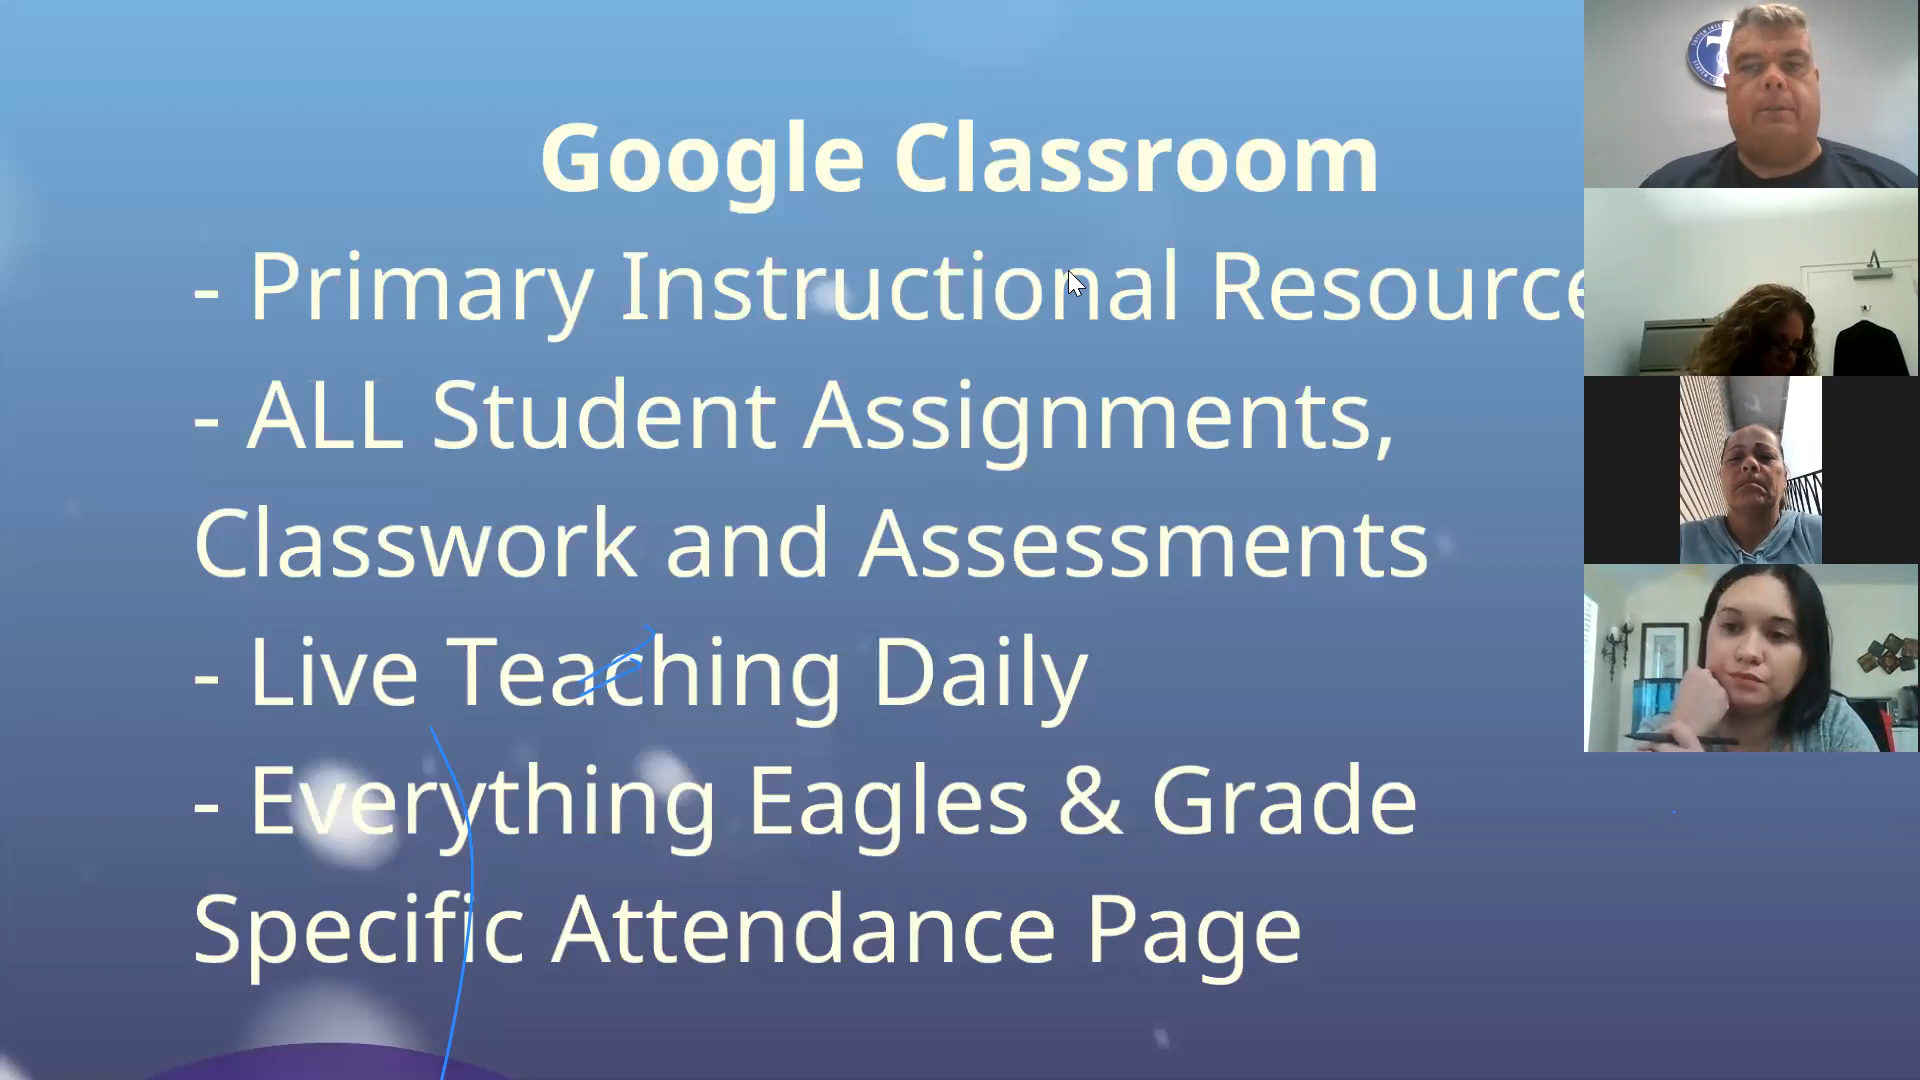 Google Classroom
- Primary Instructional Resource
- ALL Student Assignments,
Classwork and Assessments
- Live Teaching Daily
- Everything Eagles & Grade
Specific Attendance Page